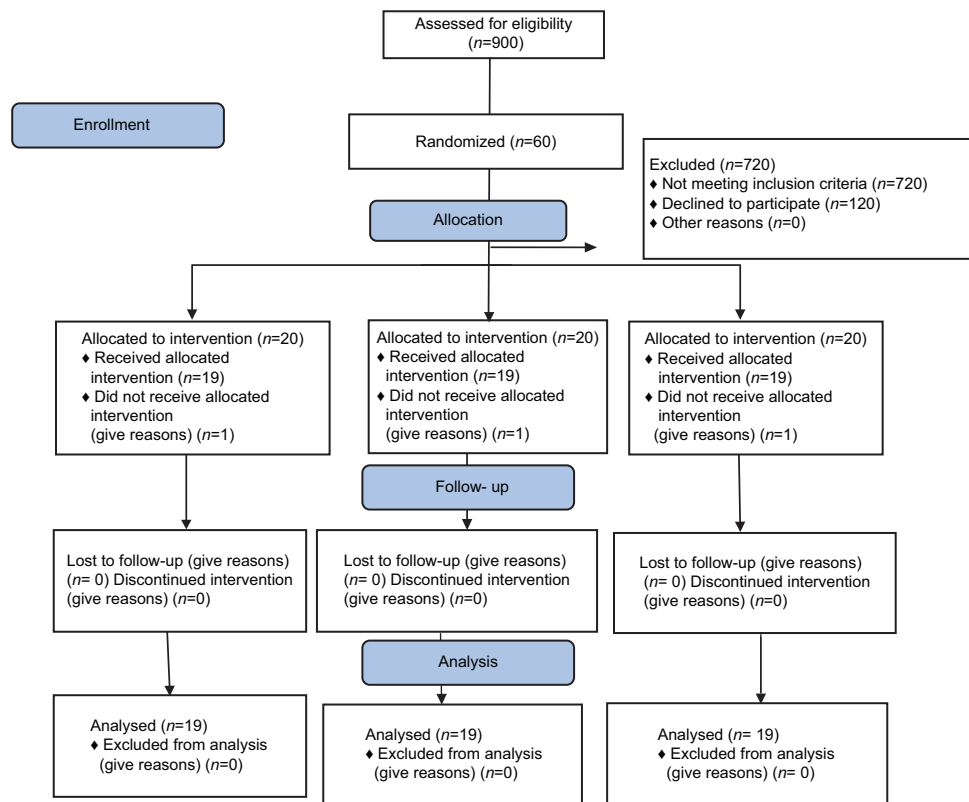 Assessed for eligibility
(n=900)
Enrollment
Randomized (n=60)
Excluded (n=720)
♦ Not meeting inclusion criteria (n=720)
♦ Declined to participate (n=120)
♦ Other reasons (n=0)
Allocation
Allocated to intervention (n=20)
♦ Received allocated
intervention (n=19)
♦ Did not receive allocated
intervention
(give reasons) (n=1)
Allocated to intervention (n=20)
♦ Received allocated
intervention (n=19)
♦ Did not receive allocated
intervention
(give reasons) (n=1)
Allocated to intervention (n=20)
♦ Received allocated
intervention (n=19)
♦ Did not receive allocated
intervention
(give reasons) (n=1)
Follow- up
Lost to follow-up (give reasons)
(n= 0) Discontinued intervention
(give reasons) (n=0)
Lost to follow-up (give reasons)
(n= 0) Discontinued intervention
(give reasons) (n=0)
Lost to follow-up (give reasons)
(n= 0) Discontinued intervention
(give reasons) (n=0)
Analysis
Analysed (n=19)
♦ Excluded from analysis
(give reasons) (n=0)
Analysed (n=19)
♦ Excluded from analysis
(give reasons) (n=0)
Analysed (n= 19)
♦ Excluded from analysis
(give reasons) (n= 0)